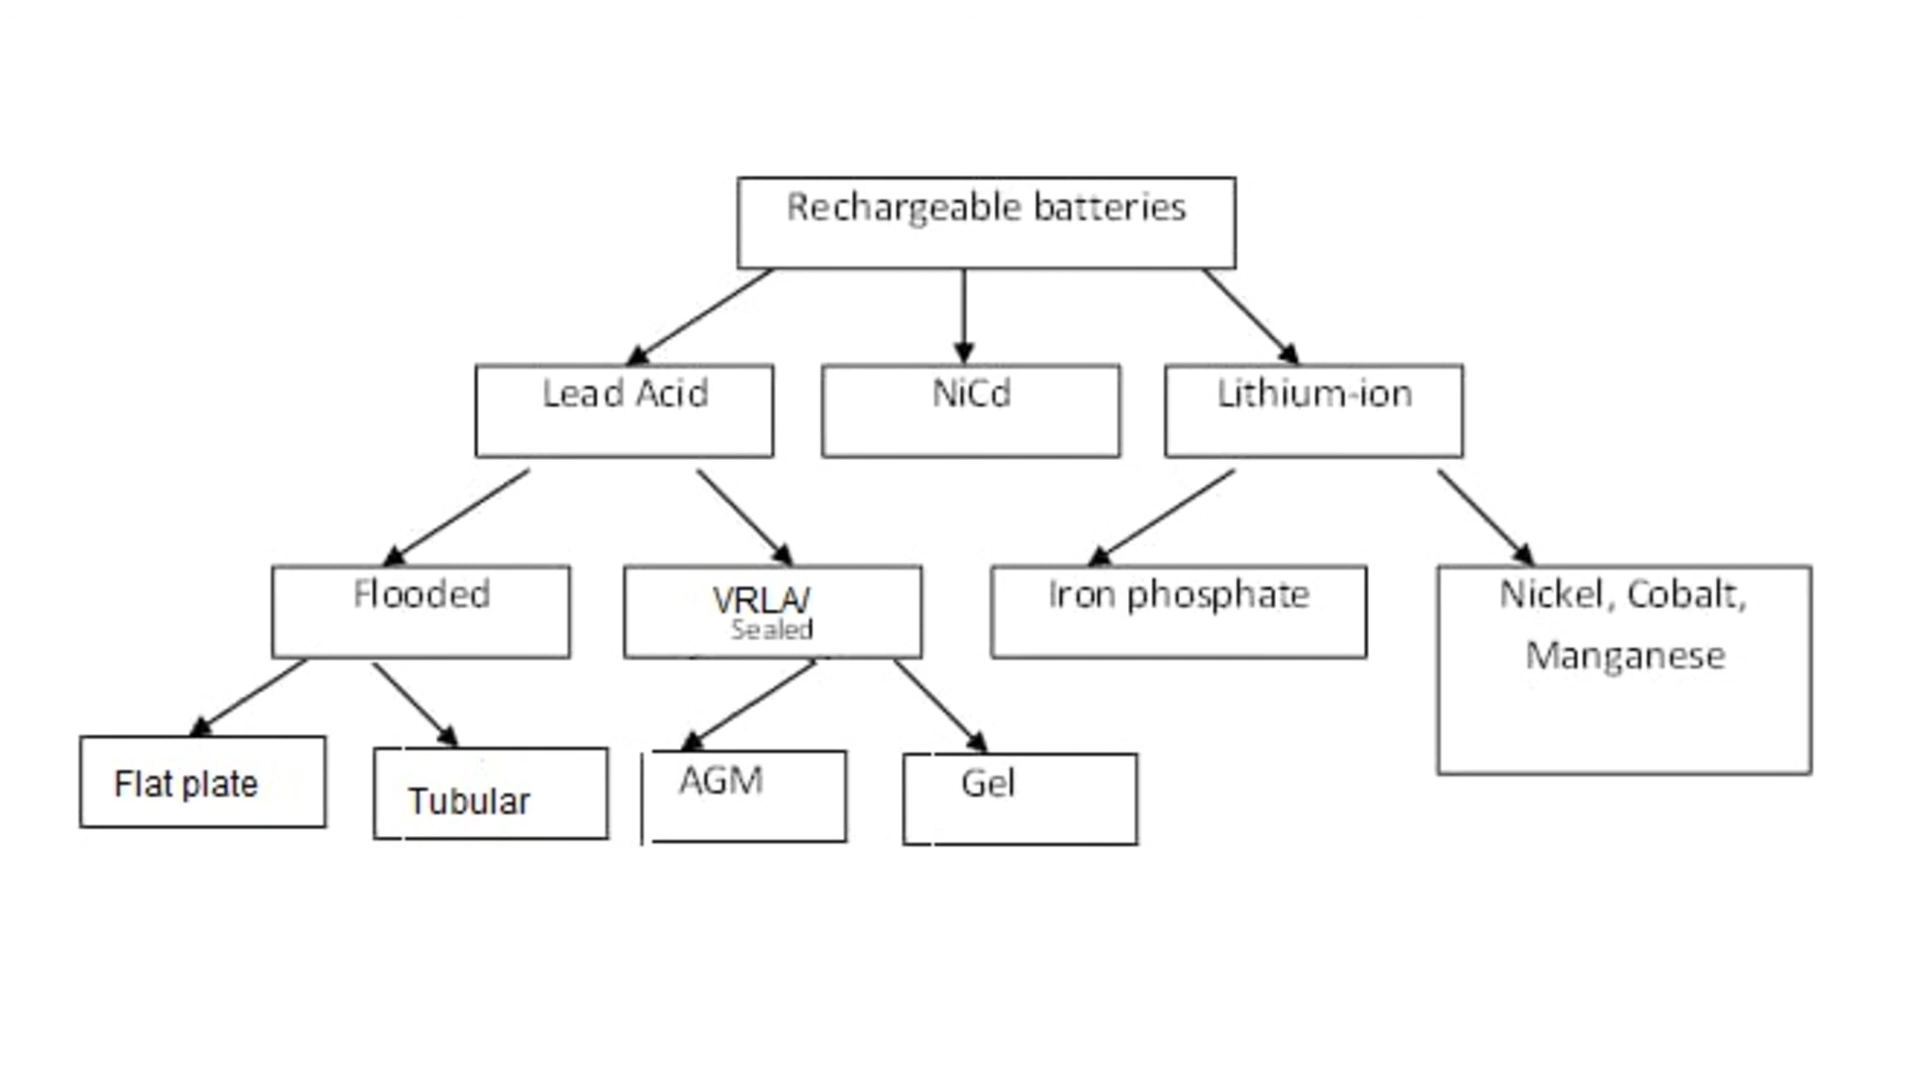 Rechargeable batteries
Lead Acid
NiCd
Lithium-ion
Flooded
VRLA/
Sealed
Iron phosphate
Nickel, Cobalt,
Manganese
Flat plate
Tubular
AGM
Gel